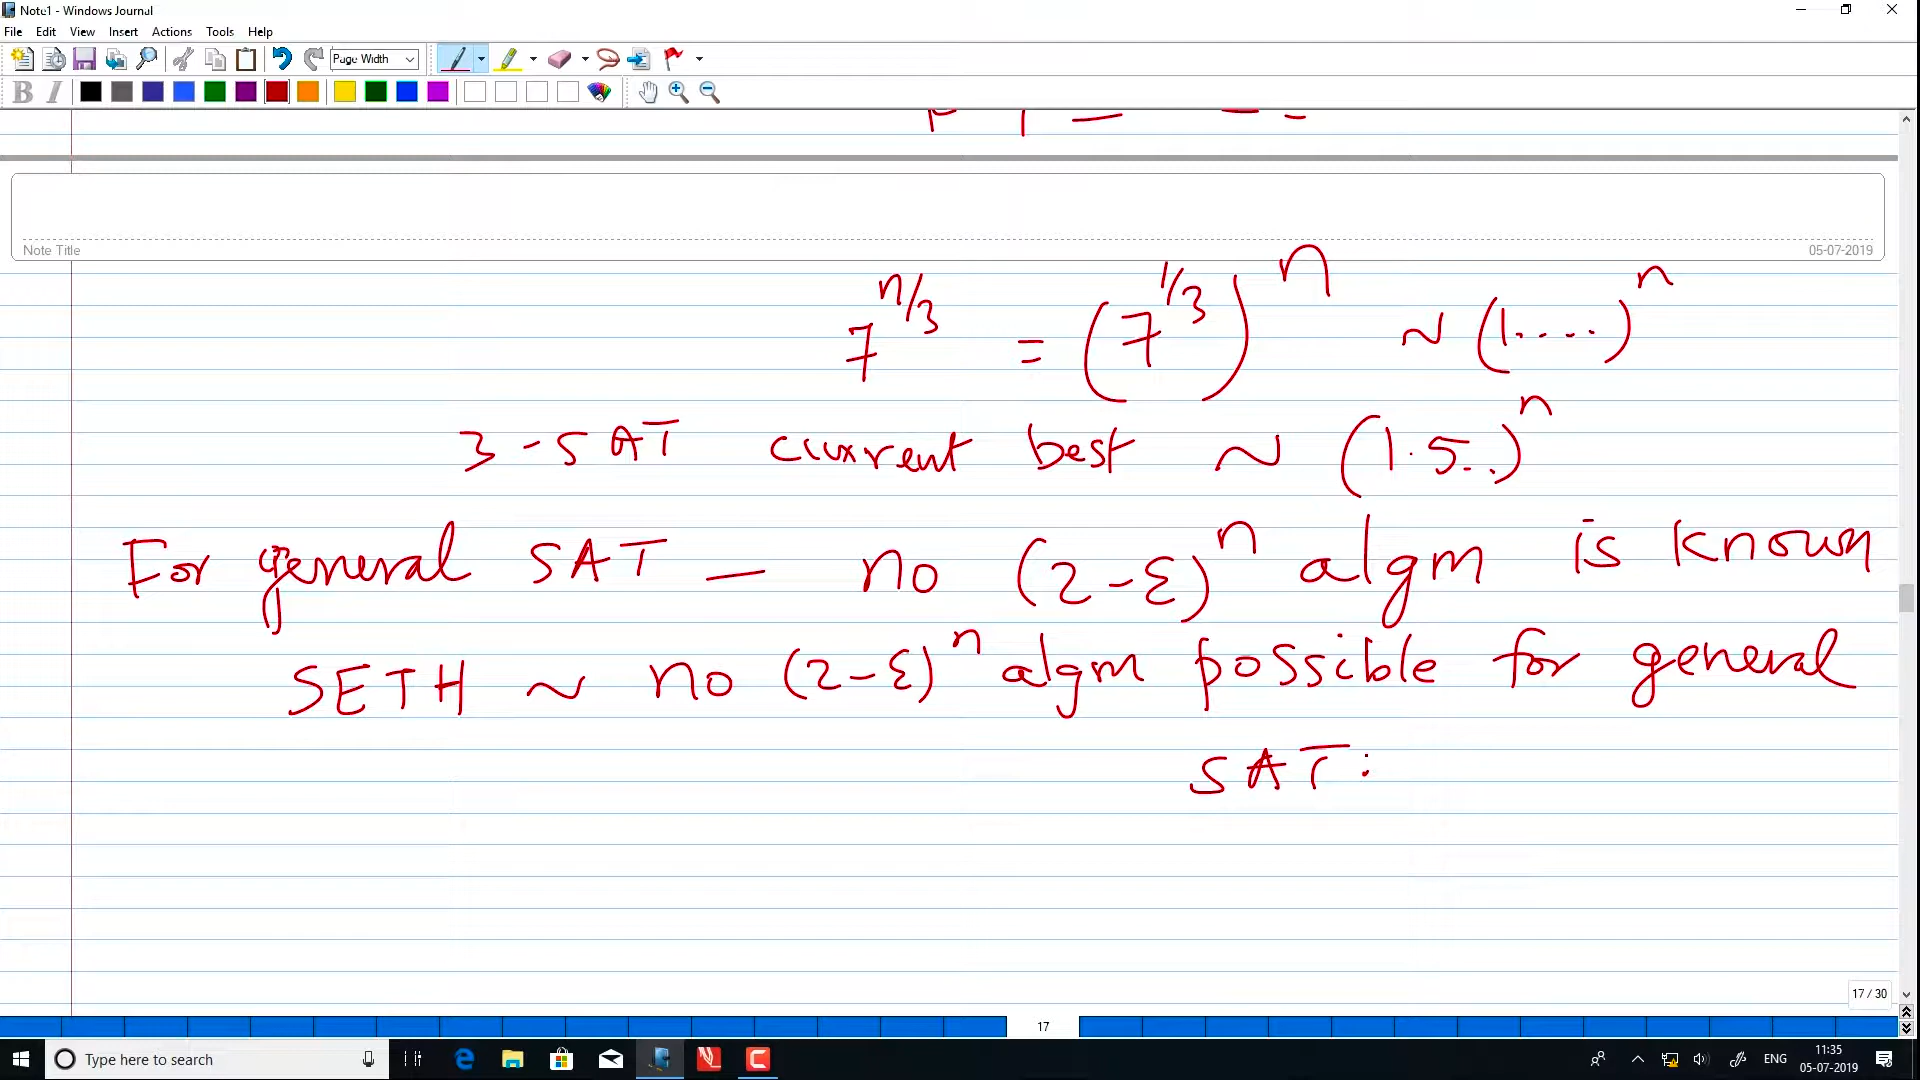 Note1 - Windows Journal
File Edit View Insert Actions Tools Help
Page Width
B I
Note Title 05-07-2019
7^{n/3} = (7^{1/3})^n ~ (1.....)^n
3-SAT current best ~ (1.5..)^n
For general SAT — no (2-ε)^n algm is known
SETH ~ no (2-ε)^n algm possible for general
SAT.
17 / 30
17
Type here to search
ENG
11:35
05-07-2019